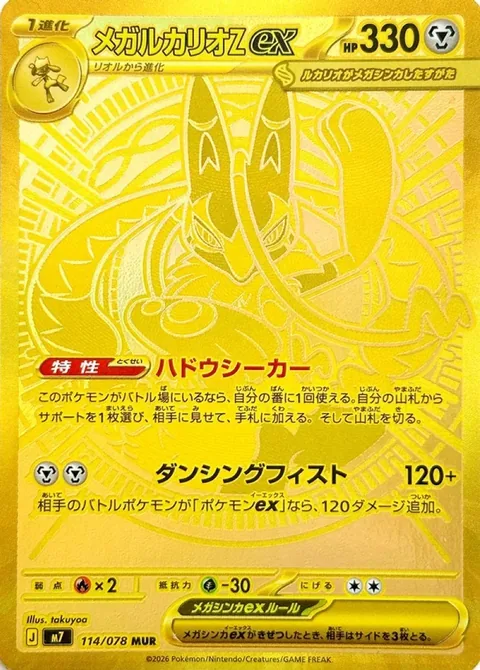 1進化
メガルカリオZex
HP330
リオルから進化
ルカリオがメガシンカしたすがた
特性 とくせい ハドウシーカー
このポケモンがバトル場にいるなら、自分の番に1回使える。自分の山札から
サポートを1枚選び、相手に見せて、手札に加える。そして山札を切る。
ダンシングフィスト 120+
相手のバトルポケモンが「ポケモンex」なら、120ダメージ追加。
弱点 ×2 抵抗力 -30 にげる
Illus. takuyoa
メガシンカexルール
J M7 114/078 MUR
メガシンカexがきぜつしたとき、相手はサイドを3枚とる。
©2026 Pokémon/Nintendo/Creatures/GAME FREAK